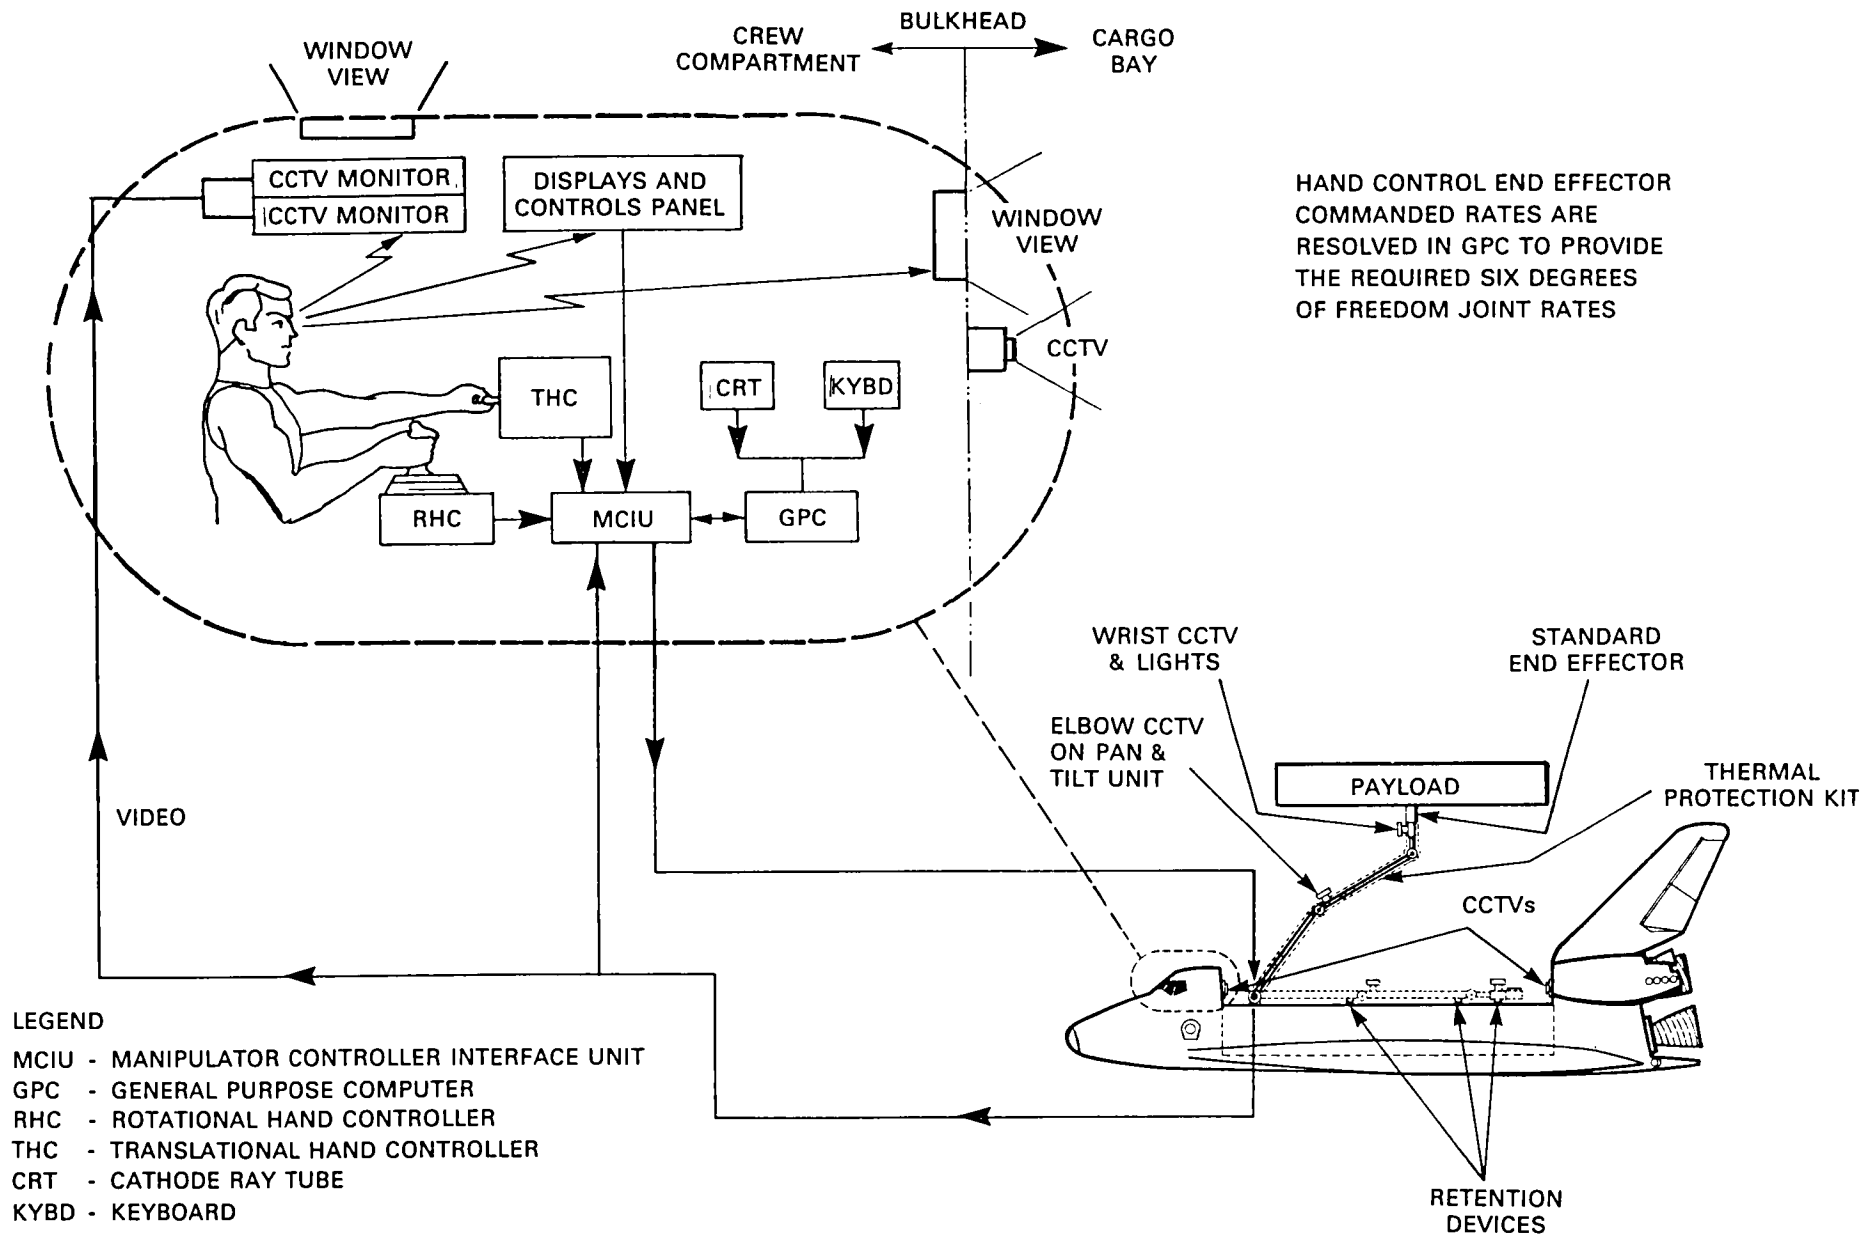 WINDOW
VIEW
CREW
COMPARTMENT
BULKHEAD
CARGO
BAY
CCTV MONITOR
CCTV MONITOR
DISPLAYS AND
CONTROLS PANEL
WINDOW
VIEW
HAND CONTROL END EFFECTOR
COMMANDED RATES ARE
RESOLVED IN GPC TO PROVIDE
THE REQUIRED SIX DEGREES
OF FREEDOM JOINT RATES
CCTV
THC
CRT
KYBD
RHC
MCIU
GPC
WRIST CCTV
& LIGHTS
STANDARD
END EFFECTOR
ELBOW CCTV
ON PAN &
TILT UNIT
PAYLOAD
THERMAL
PROTECTION KIT
VIDEO
CCTVs
LEGEND
MCIU - MANIPULATOR CONTROLLER INTERFACE UNIT
GPC - GENERAL PURPOSE COMPUTER
RHC - ROTATIONAL HAND CONTROLLER
THC - TRANSLATIONAL HAND CONTROLLER
CRT - CATHODE RAY TUBE
KYBD - KEYBOARD
RETENTION
DEVICES